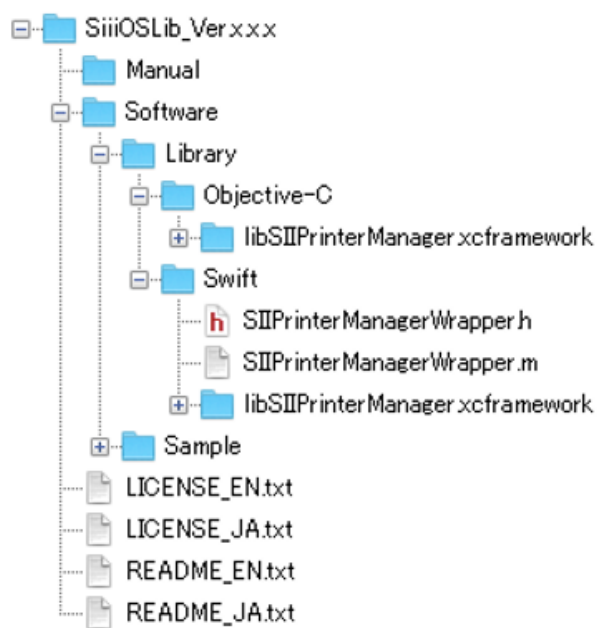 SiiiOSLib_Ver.x.x.x
Manual
Software
Library
Objective-C
libSIIPrinterManager.xcframework
Swift
h SIIPrinterManagerWrapper.h
SIIPrinterManagerWrapper.m
libSIIPrinterManager.xcframework
Sample
LICENSE_EN.txt
LICENSE_JA.txt
README_EN.txt
README_JA.txt